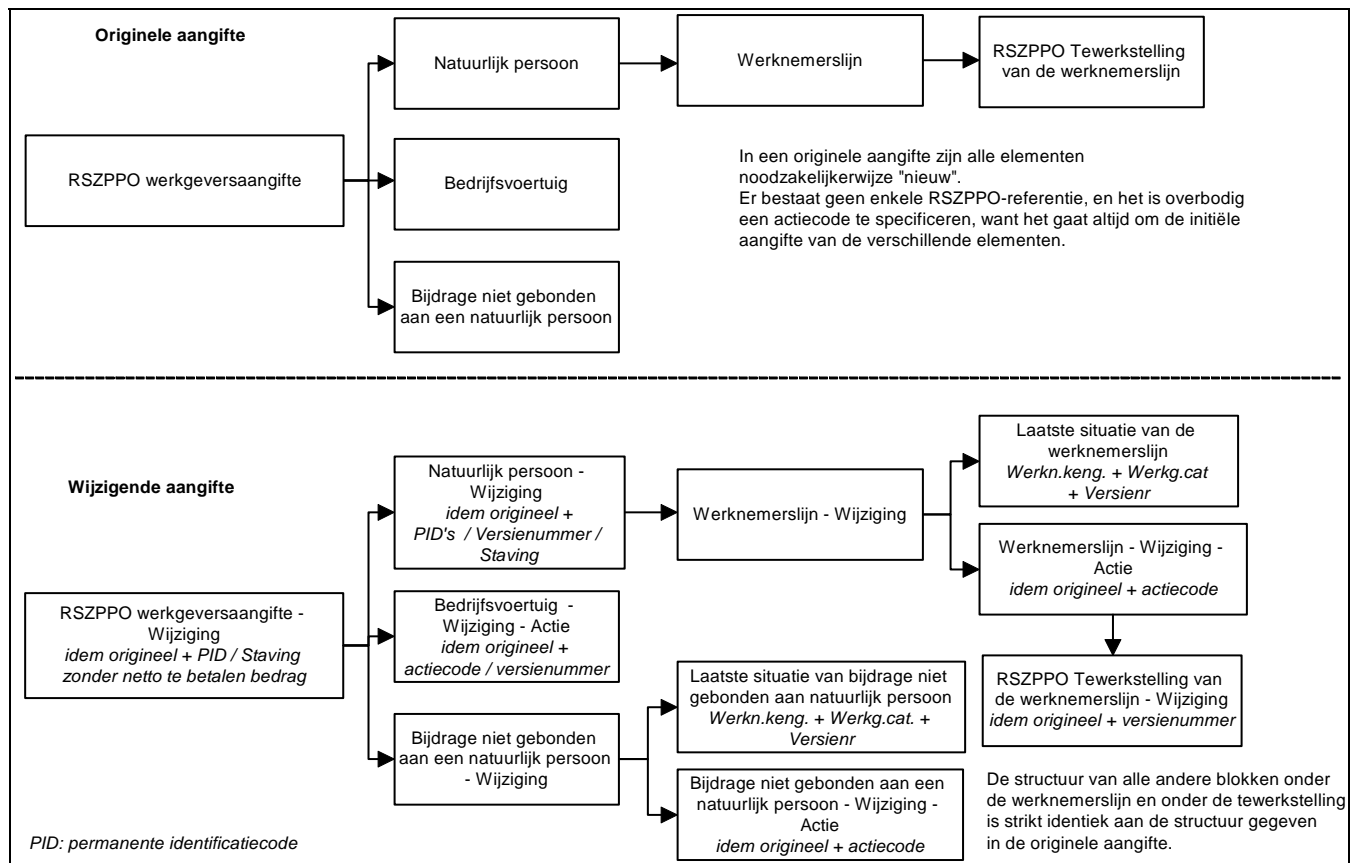 Originele aangifte
Natuurlijk persoon
Werknemerslijn
RSZPPO Tewerkstelling
van de werknemerslijn
RSZPPO werkgeversaangifte
Bedrijfsvoertuig
In een originele aangifte zijn alle elementen
noodzakelijkerwijze "nieuw".
Er bestaat geen enkele RSZPPO-referentie, en het is overbodig
een actiecode te specificeren, want het gaat altijd om de initiële
aangifte van de verschillende elementen.
Bijdrage niet gebonden
aan een natuurlijk persoon
Wijzigende aangifte
Natuurlijk persoon -
Wijziging
idem origineel +
PID's / Versienummer /
Staving
Werknemerslijn - Wijziging
Laatste situatie van de
werknemerslijn
Werkn.keng. + Werkg.cat
+ Versienr
Werknemerslijn - Wijziging -
Actie
idem origineel + actiecode
RSZPPO werkgeversaangifte -
Wijziging
idem origineel + PID / Staving
zonder netto te betalen bedrag
Bedrijfsvoertuig -
Wijziging - Actie
idem origineel +
actiecode / versienummer
Laatste situatie van bijdrage niet
gebonden aan natuurlijk persoon
Werkn.keng. + Werkg.cat. +
Versienr
RSZPPO Tewerkstelling van
de werknemerslijn - Wijziging
idem origineel + versienummer
Bijdrage niet gebonden
aan een natuurlijk persoon
- Wijziging
Bijdrage niet gebonden aan een
natuurlijk persoon - Wijziging -
Actie
idem origineel + actiecode
De structuur van alle andere blokken onder
de werknemerslijn en onder de tewerkstelling
is strikt identiek aan de structuur gegeven
in de originele aangifte.
PID: permanente identificatiecode